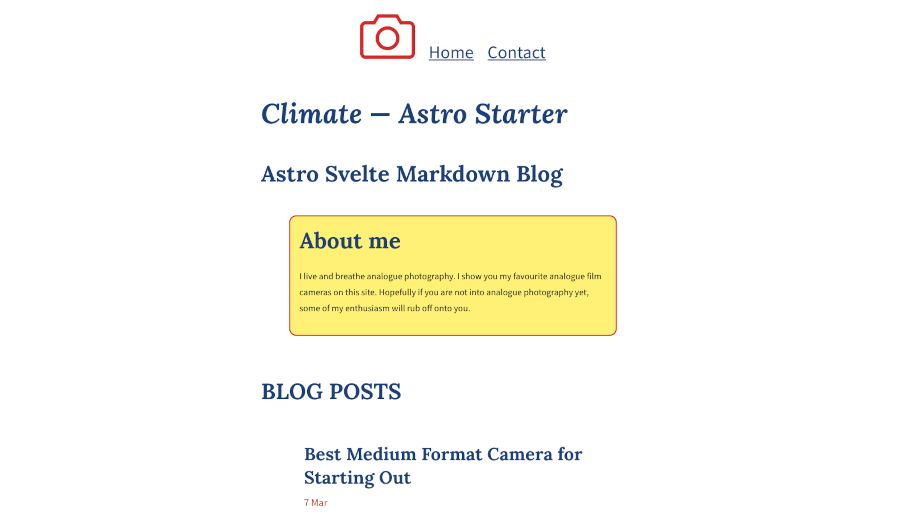 Home Contact
Climate — Astro Starter
Astro Svelte Markdown Blog
About me
I live and breathe analogue photography. I show you my favourite analogue film
cameras on this site. Hopefully if you are not into analogue photography yet,
some of my enthusiasm will rub off onto you.
BLOG POSTS
Best Medium Format Camera for
Starting Out
7 Mar